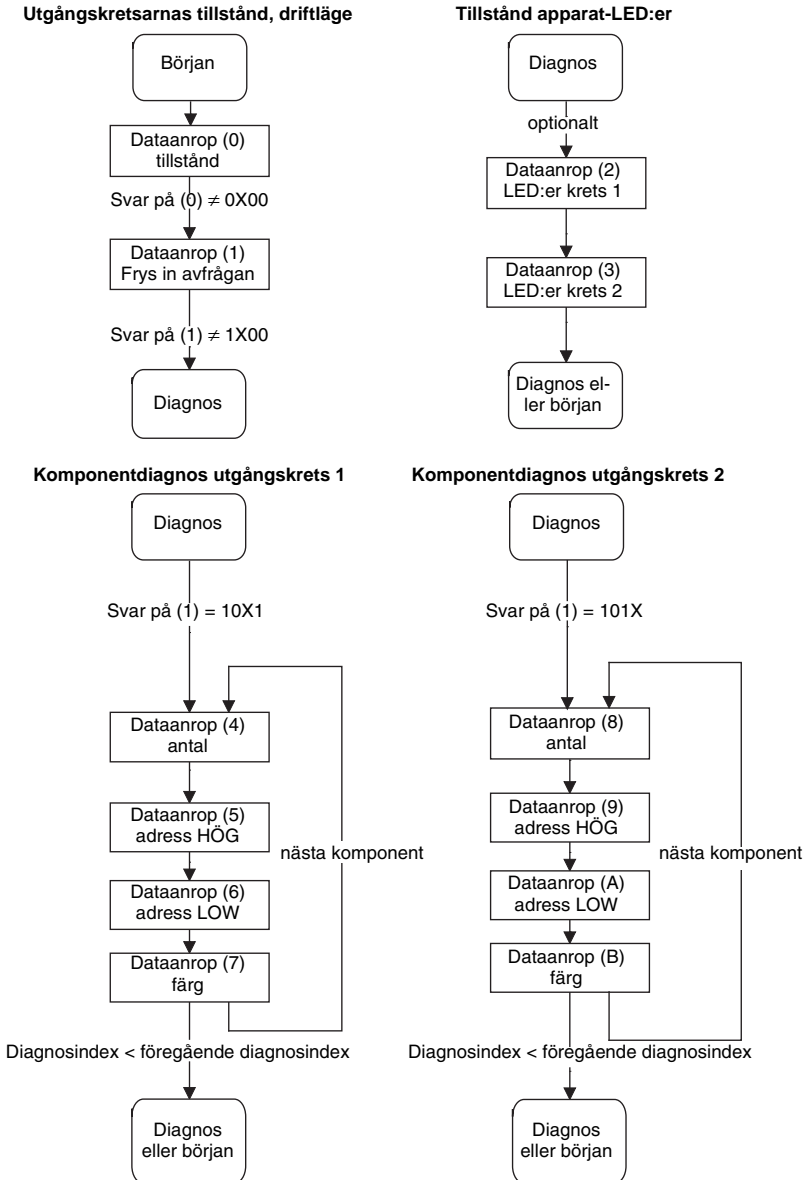 Utgångskretsarnas tillstånd, driftläge
Början
Dataanrop (0)
tillstånd
Svar på (0) ≠ 0X00
Dataanrop (1)
Frys in avfrågan
Svar på (1) ≠ 1X00
Diagnos
Tillstånd apparat-LED:er
Diagnos
optionalt
Dataanrop (2)
LED:er krets 1
Dataanrop (3)
LED:er krets 2
Diagnos el-
ler början
Komponentdiagnos utgångskrets 1
Diagnos
Svar på (1) = 10X1
Dataanrop (4)
antal
Dataanrop (5)
adress HÖG
nästa komponent
Dataanrop (6)
adress LOW
Dataanrop (7)
färg
Diagnosindex < föregående diagnosindex
Diagnos
eller början
Komponentdiagnos utgångskrets 2
Diagnos
Svar på (1) = 101X
Dataanrop (8)
antal
Dataanrop (9)
adress HÖG
nästa komponent
Dataanrop (A)
adress LOW
Dataanrop (B)
färg
Diagnosindex < föregående diagnosindex
Diagnos
eller början